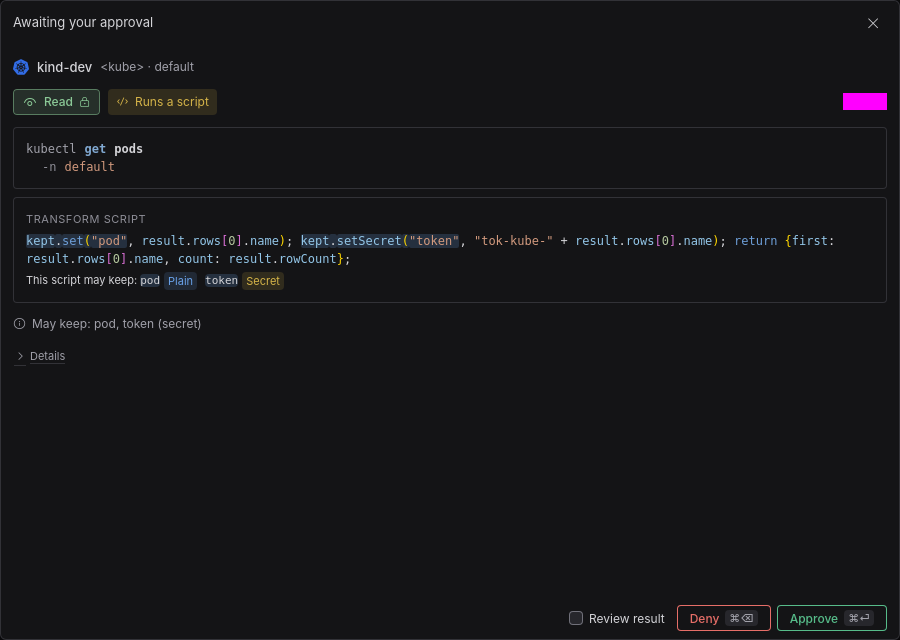 Awaiting your approval
kind-dev <kube> · default
Read
</> Runs a script
kubectl get pods
-n default
TRANSFORM SCRIPT
kept.set("pod", result.rows[0].name); kept.setSecret("token", "tok-kube-" + result.rows[0].name); return {first:
result.rows[0].name, count: result.rowCount};
This script may keep: pod Plain token Secret
May keep: pod, token (secret)
Details
Review result Deny ⌘⌫ Approve ⌘⏎